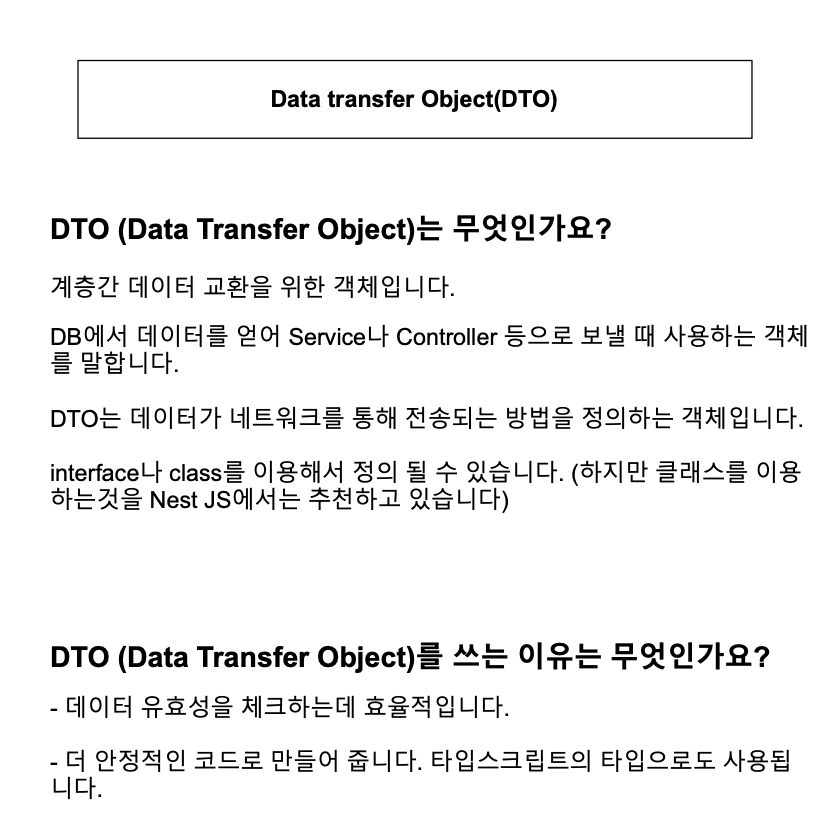 Data transfer Object(DTO)
DTO (Data Transfer Object)는 무엇인가요?
계층간 데이터 교환을 위한 객체입니다.
DB에서 데이터를 얻어 Service나 Controller 등으로 보낼 때 사용하는 객체
를 말합니다.
DTO는 데이터가 네트워크를 통해 전송되는 방법을 정의하는 객체입니다.
interface나 class를 이용해서 정의 될 수 있습니다. (하지만 클래스를 이용
하는것을 Nest JS에서는 추천하고 있습니다)
DTO (Data Transfer Object)를 쓰는 이유는 무엇인가요?
- 데이터 유효성을 체크하는데 효율적입니다.
- 더 안정적인 코드로 만들어 줍니다. 타입스크립트의 타입으로도 사용됩
니다.